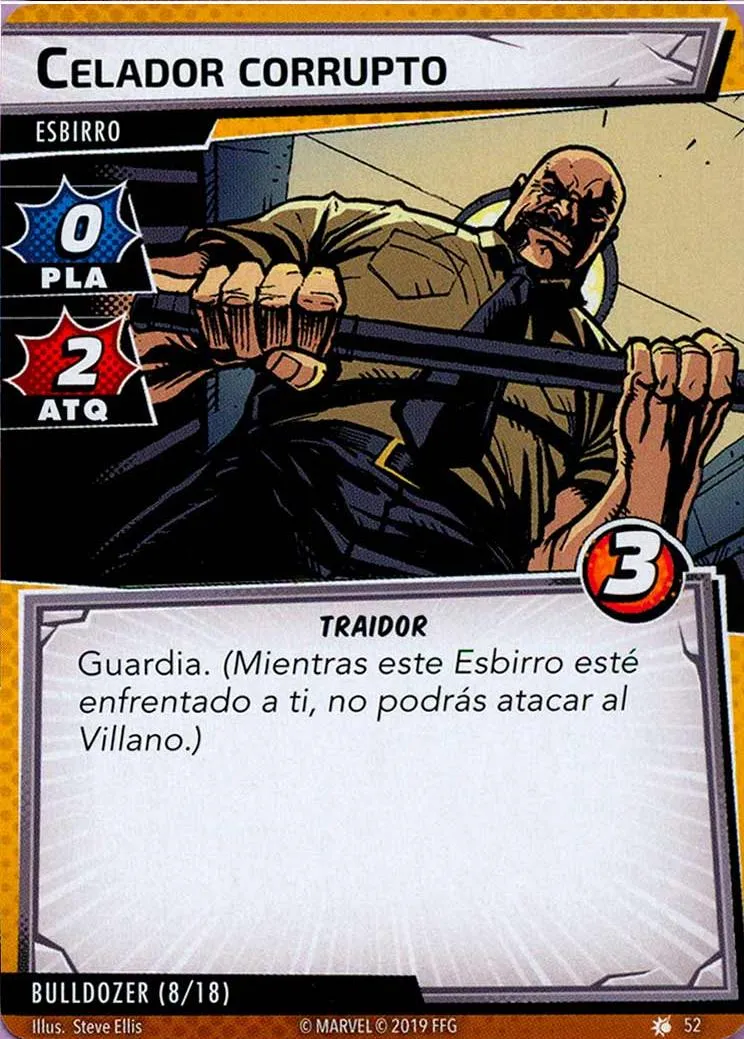 CELADOR CORRUPTO
ESBIRRO
0
PLA
2
ATQ
3
TRAIDOR
Guardia. (Mientras este Esbirro esté
enfrentado a ti, no podrás atacar al
Villano.)
BULLDOZER (8/18)
Illus. Steve Ellis © MARVEL © 2019 FFG 52